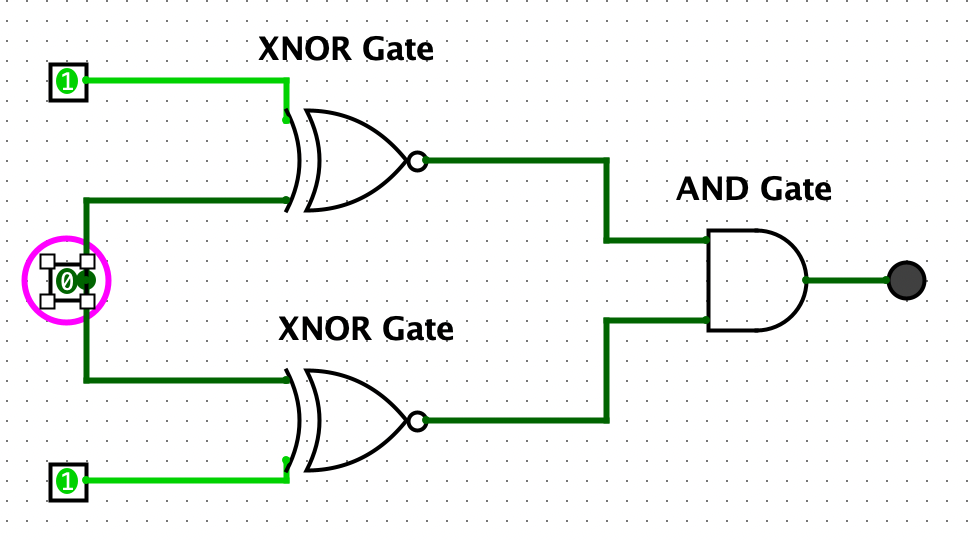 XNOR Gate
1
AND Gate
0
XNOR Gate
1